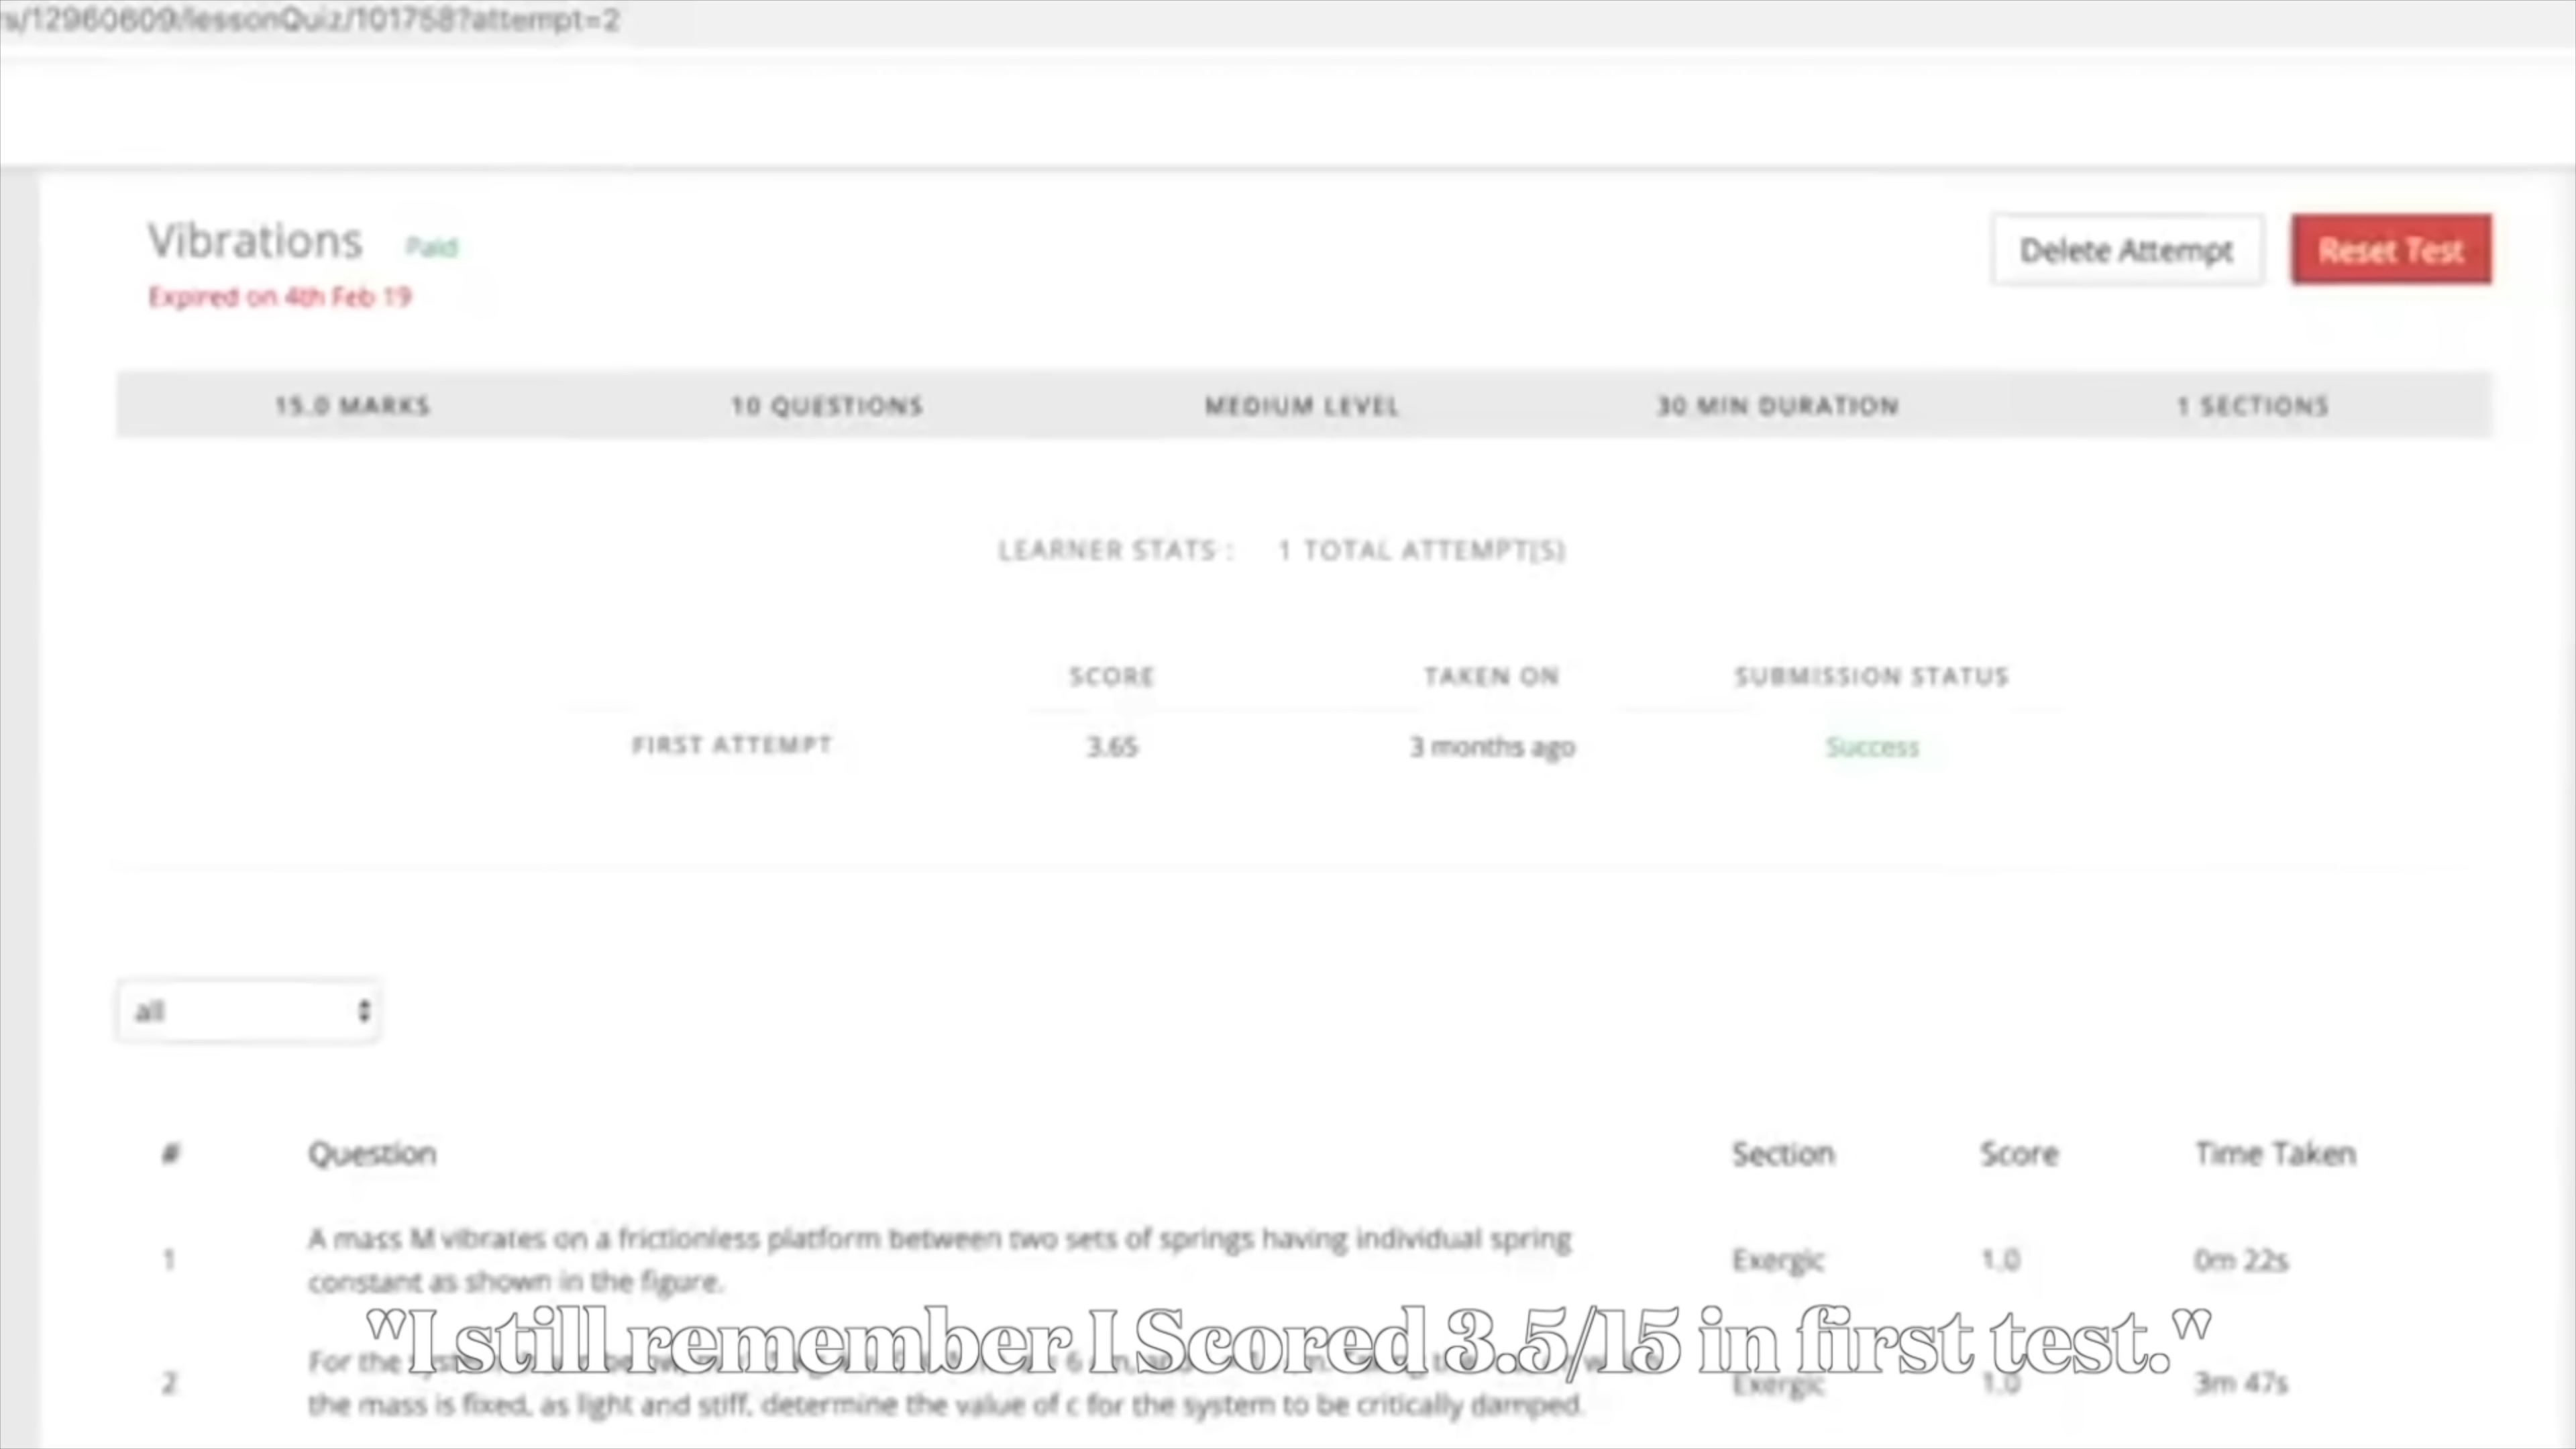 rs/12960609/lessonQuiz/101758?attempt=2
Vibrations Paid
Delete Attempt Reset Test
Expired on 4th Feb 19
15.0 MARKS 10 QUESTIONS MEDIUM LEVEL 30 MIN DURATION 1 SECTIONS
LEARNER STATS : 1 TOTAL ATTEMPT(S)
SCORE TAKEN ON SUBMISSION STATUS
FIRST ATTEMPT 3.65 3 months ago Success
all
# Question Section Score Time Taken
1 A mass M vibrates on a frictionless platform between two sets of springs having individual spring
constant as shown in the figure. Exergic 1.0 0m 22s
"I still remember I Scored 3.5/15 in first test."
2 For the
the mass is fixed, as light and stiff, determine the value of c for the system to be critically damped. Exergic 1.0 3m 47s